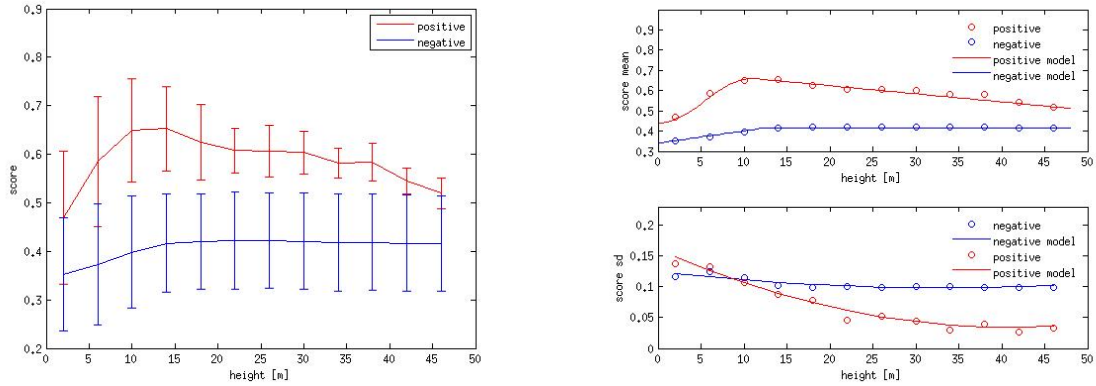 0.9
0.8
0.7
0.6
0.5
0.4
0.3
0.2
score
0 5 10 15 20 25 30 35 40 45 50
height [m]
positive
negative
0.9
0.8
0.7
0.6
0.5
0.4
0.3
score mean
0 5 10 15 20 25 30 35 40 45 50
height [m]
positive
negative
positive model
negative model
0.2
0.15
0.1
0.05
0
score sd
0 5 10 15 20 25 30 35 40 45 50
height [m]
negative
negative model
positive
positive model